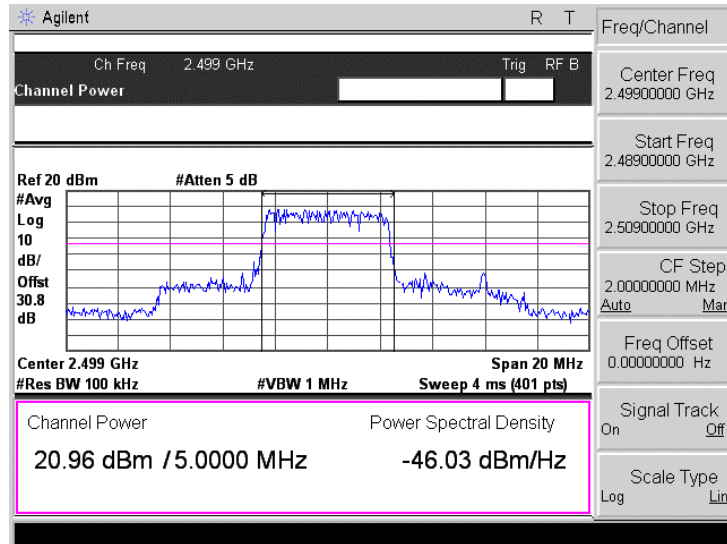 Agilent R T
Freq/Channel
Ch Freq 2.499 GHz Trig RF B
Channel Power
Center Freq
2.49900000 GHz
Start Freq
2.48900000 GHz
Stop Freq
2.50900000 GHz
CF Step
2.00000000 MHz
Auto Man
Freq Offset
0.00000000 Hz
Signal Track
On Off
Scale Type
Log Lin
Ref 20 dBm #Atten 5 dB
#Avg
Log
10
dB/
Offst
30.8
dB
Center 2.499 GHz Span 20 MHz
#Res BW 100 kHz #VBW 1 MHz Sweep 4 ms (401 pts)
Channel Power Power Spectral Density
20.96 dBm / 5.0000 MHz -46.03 dBm/Hz